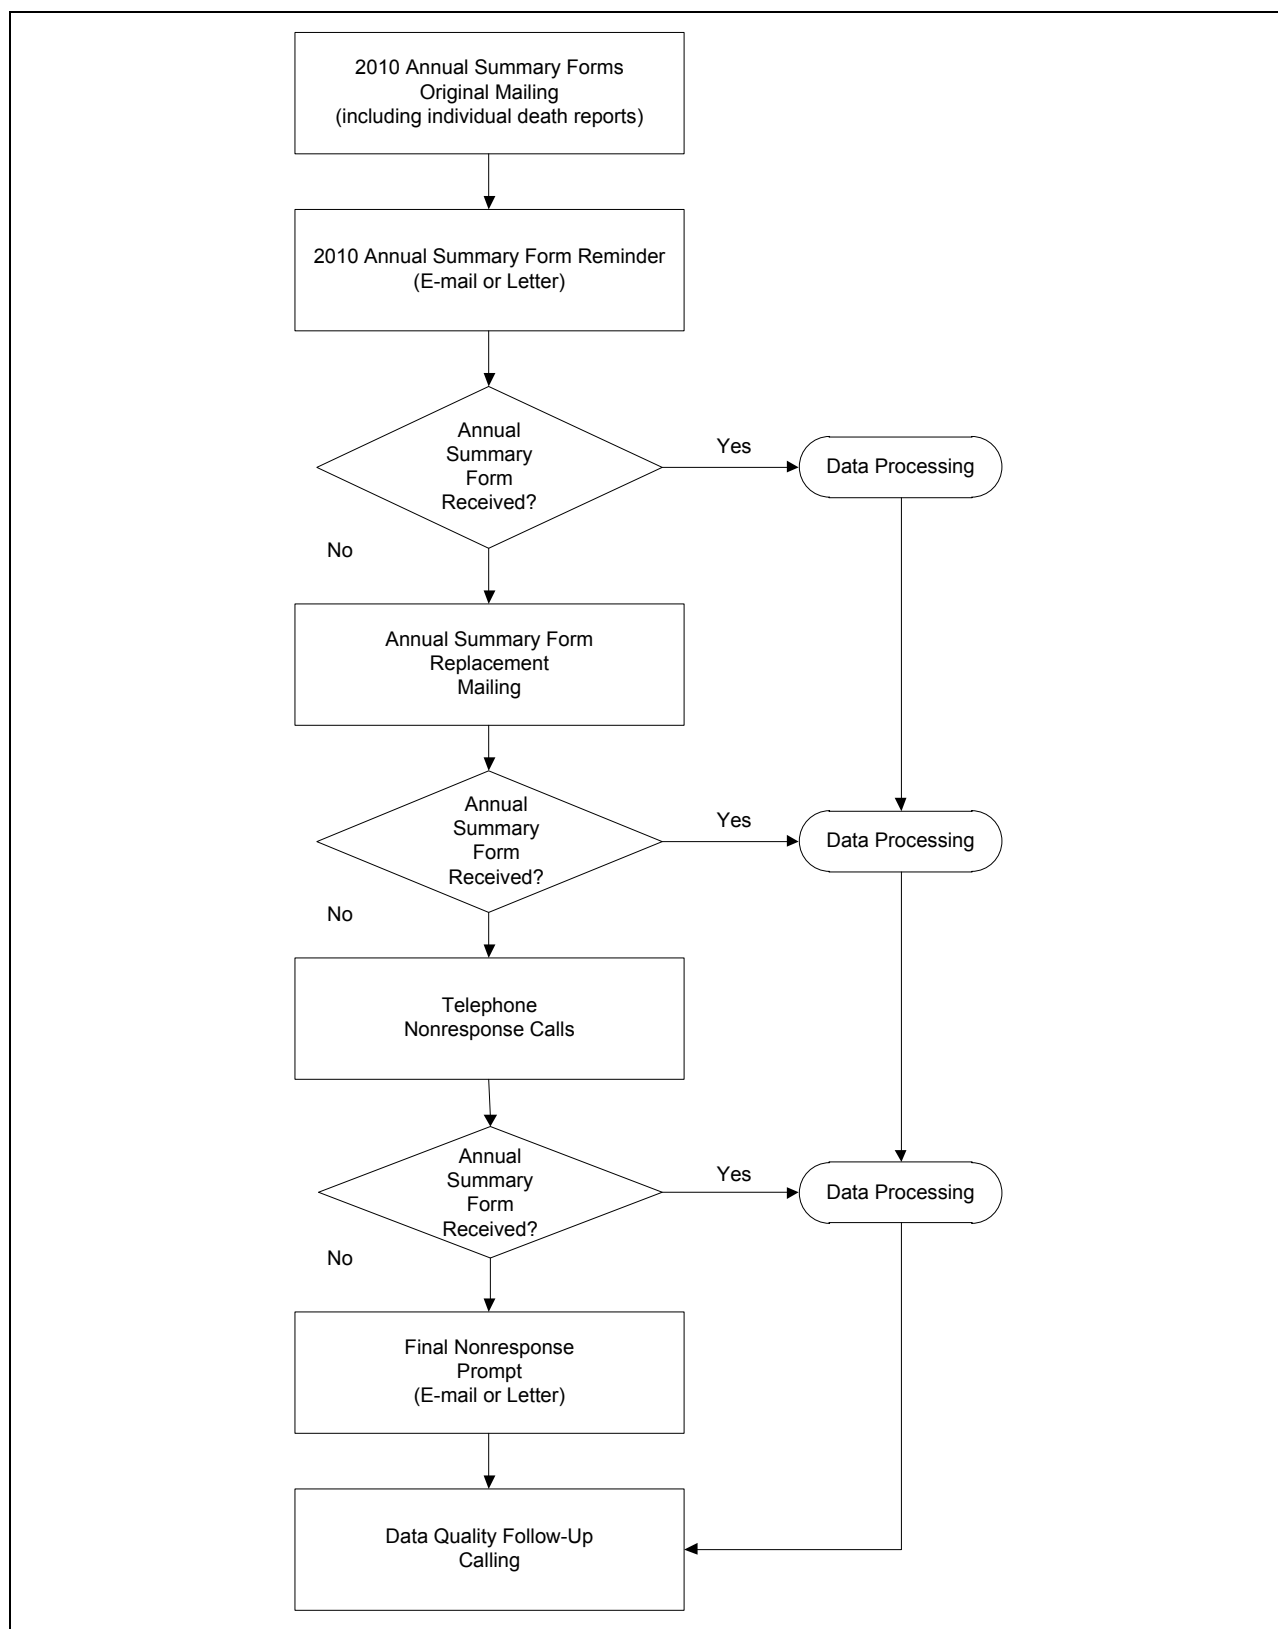 2010 Annual Summary Forms
Original Mailing
(including individual death reports)
2010 Annual Summary Form Reminder
(E-mail or Letter)
Annual
Summary
Form
Received?
Yes
Data Processing
No
Annual Summary Form
Replacement
Mailing
Annual
Summary
Form
Received?
Yes
Data Processing
No
Telephone
Nonresponse Calls
Annual
Summary
Form
Received?
Yes
Data Processing
No
Final Nonresponse
Prompt
(E-mail or Letter)
Data Quality Follow-Up
Calling